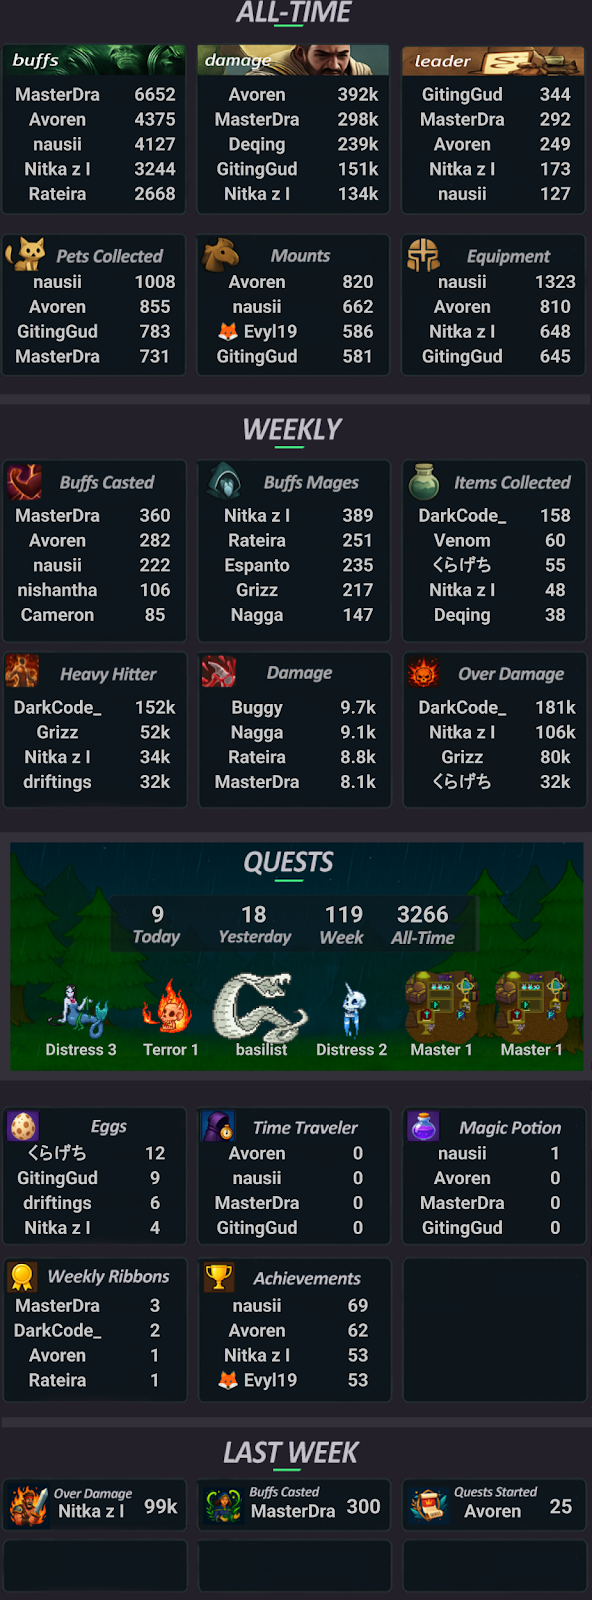 ALL-TIME
buffs damage leader
MasterDra 6652 Avoren 392k GitingGud 344
Avoren 4375 MasterDra 298k MasterDra 292
nausii 4127 Deqing 239k Avoren 249
Nitka z l 3244 GitingGud 151k Nitka z l 173
Rateira 2668 Nitka z l 134k nausii 127
Pets Collected Mounts Equipment
nausii 1008 Avoren 820 nausii 1323
Avoren 855 nausii 662 Avoren 810
GitingGud 783 🦊 Evyl19 586 Nitka z l 648
MasterDra 731 GitingGud 581 GitingGud 645
WEEKLY
Buffs Casted Buffs Mages Items Collected
MasterDra 360 Nitka z l 389 DarkCode_ 158
Avoren 282 Rateira 251 Venom 60
nausii 222 Espanto 235 くらげち 55
nishantha 106 Grizz 217 Nitka z l 48
Cameron 85 Nagga 147 Deqing 38
Heavy Hitter Damage Over Damage
DarkCode_ 152k Buggy 9.7k DarkCode_ 181k
Grizz 52k Nagga 9.1k Nitka z l 106k
Nitka z l 34k Rateira 8.8k Grizz 80k
driftings 32k MasterDra 8.1k くらげち 32k
QUESTS
9 18 119 3266
Today Yesterday Week All-Time
Distress 3 Terror 1 basilist Distress 2 Master 1 Master 1
Eggs Time Traveler Magic Potion
くらげち 12 Avoren 0 nausii 1
GitingGud 9 nausii 0 Avoren 0
driftings 6 MasterDra 0 MasterDra 0
Nitka z l 4 GitingGud 0 GitingGud 0
Weekly Ribbons Achievements
MasterDra 3 nausii 69
DarkCode_ 2 Avoren 62
Avoren 1 Nitka z l 53
Rateira 1 🦊 Evyl19 53
LAST WEEK
Over Damage Buffs Casted Quests Started
Nitka z l 99k MasterDra 300 Avoren 25